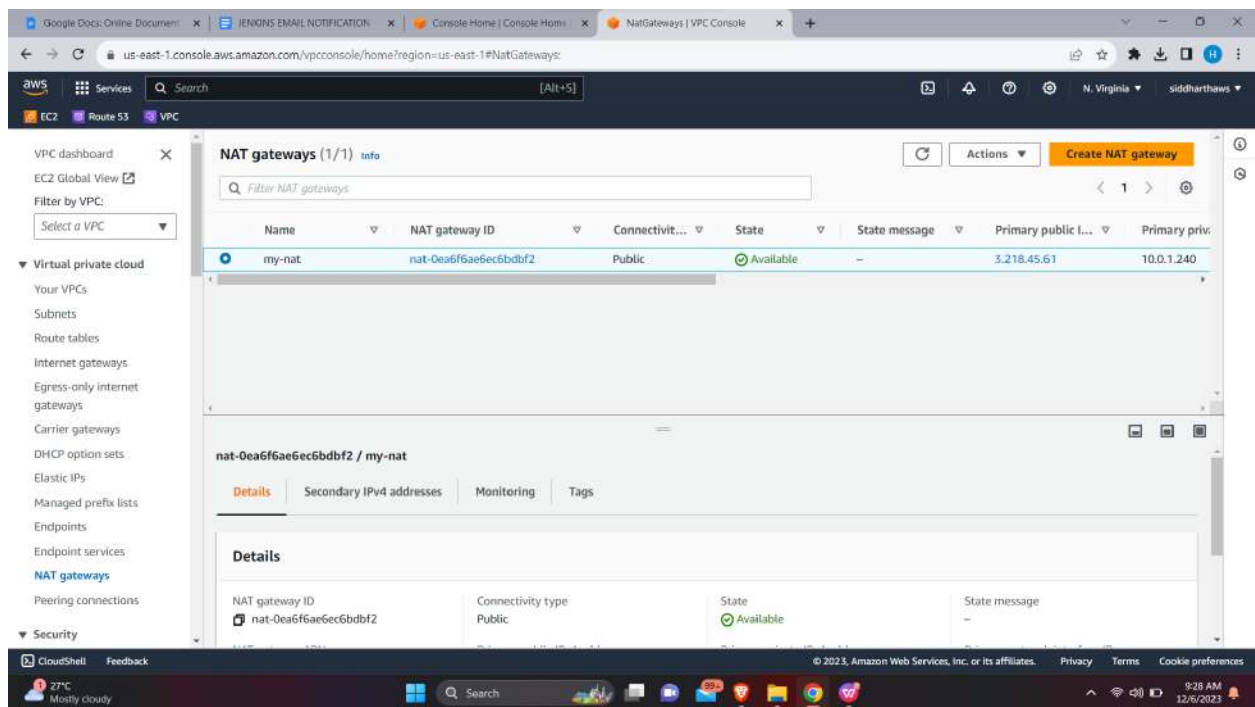 Google Docs: Online Document
JENKINS EMAIL NOTIFICATION
Console Home | Console Home
NatGateways | VPC Console
us-east-1.console.aws.amazon.com/vpcconsole/home?region=us-east-1#NatGateways:
H
aws
Services
Search
[Alt+S]
N. Virginia
siddharthaws
EC2
Route 53
VPC
VPC dashboard
EC2 Global View
Filter by VPC:
Select a VPC
Virtual private cloud
Your VPCs
Subnets
Route tables
Internet gateways
Egress-only internet
gateways
Carrier gateways
DHCP option sets
Elastic IPs
Managed prefix lists
Endpoints
Endpoint services
NAT gateways
Peering connections
Security
NAT gateways (1/1) Info
Actions
Create NAT gateway
Filter NAT gateways
1
Name NAT gateway ID Connectivit... State State message Primary public I... Primary priv
my-nat nat-0ea6f6ae6ec6bdbf2 Public Available – 3.218.45.61 10.0.1.240
nat-0ea6f6ae6ec6bdbf2 / my-nat
Details Secondary IPv4 addresses Monitoring Tags
Details
NAT gateway ID Connectivity type State State message
nat-0ea6f6ae6ec6bdbf2 Public Available –
CloudShell Feedback © 2023, Amazon Web Services, Inc. or its affiliates. Privacy Terms Cookie preferences
27°C
Mostly cloudy
Search
99+
9:28 AM
12/6/2023